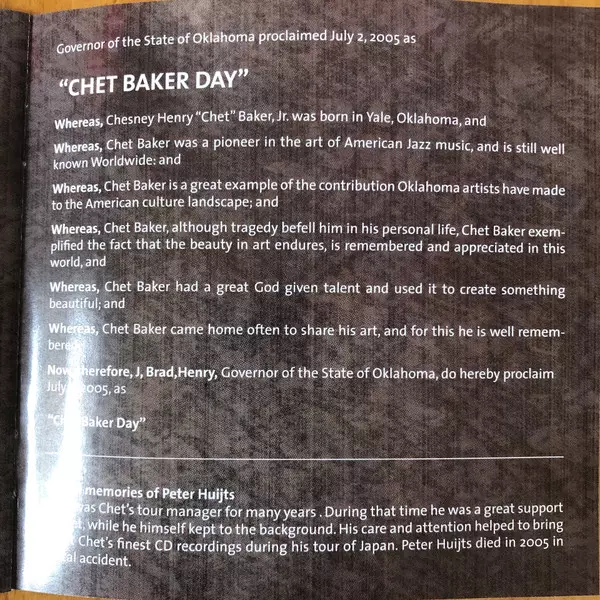 Governor of the State of Oklahoma proclaimed July 2, 2005 as
“CHET BAKER DAY”
Whereas, Chesney Henry “Chet” Baker, Jr. was born in Yale, Oklahoma, and
Whereas, Chet Baker was a pioneer in the art of American Jazz music, and is still well
known Worldwide: and
Whereas, Chet Baker is a great example of the contribution Oklahoma artists have made
to the American culture landscape; and
Whereas, Chet Baker, although tragedy befell him in his personal life, Chet Baker exem-
plified the fact that the beauty in art endures, is remembered and appreciated in this
world, and
Whereas, Chet Baker had a great God given talent and used it to create something
beautiful; and
Whereas, Chet Baker came home often to share his art, and for this he is well remem-
bered
Now therefore, J, Brad,Henry, Governor of the State of Oklahoma, do hereby proclaim
July 2005, as
“Chet Baker Day”
memories of Peter Huijts
was Chet’s tour manager for many years . During that time he was a great support
while he himself kept to the background. His care and attention helped to bring
Chet’s finest CD recordings during his tour of Japan. Peter Huijts died in 2005 in
accident.